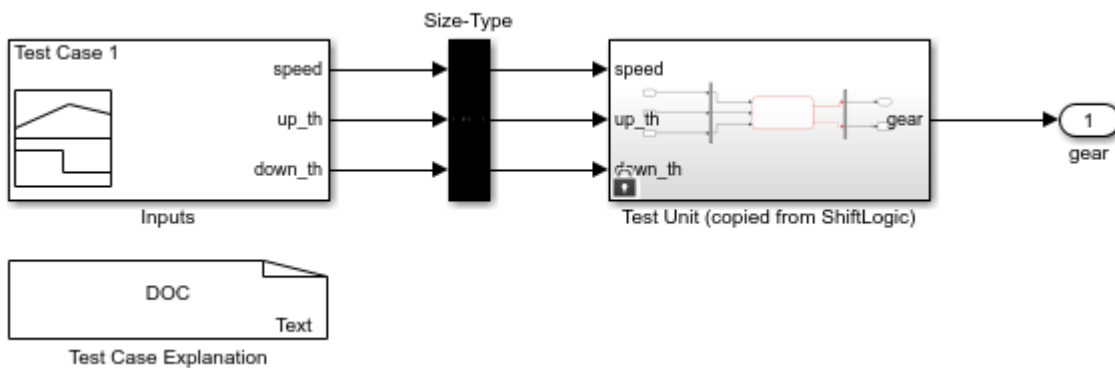 Size-Type
Test Case 1
speed
up_th
down_th
Inputs
speed
up_th
down_th
gear
Test Unit (copied from ShiftLogic)
1
gear
DOC
Text
Test Case Explanation